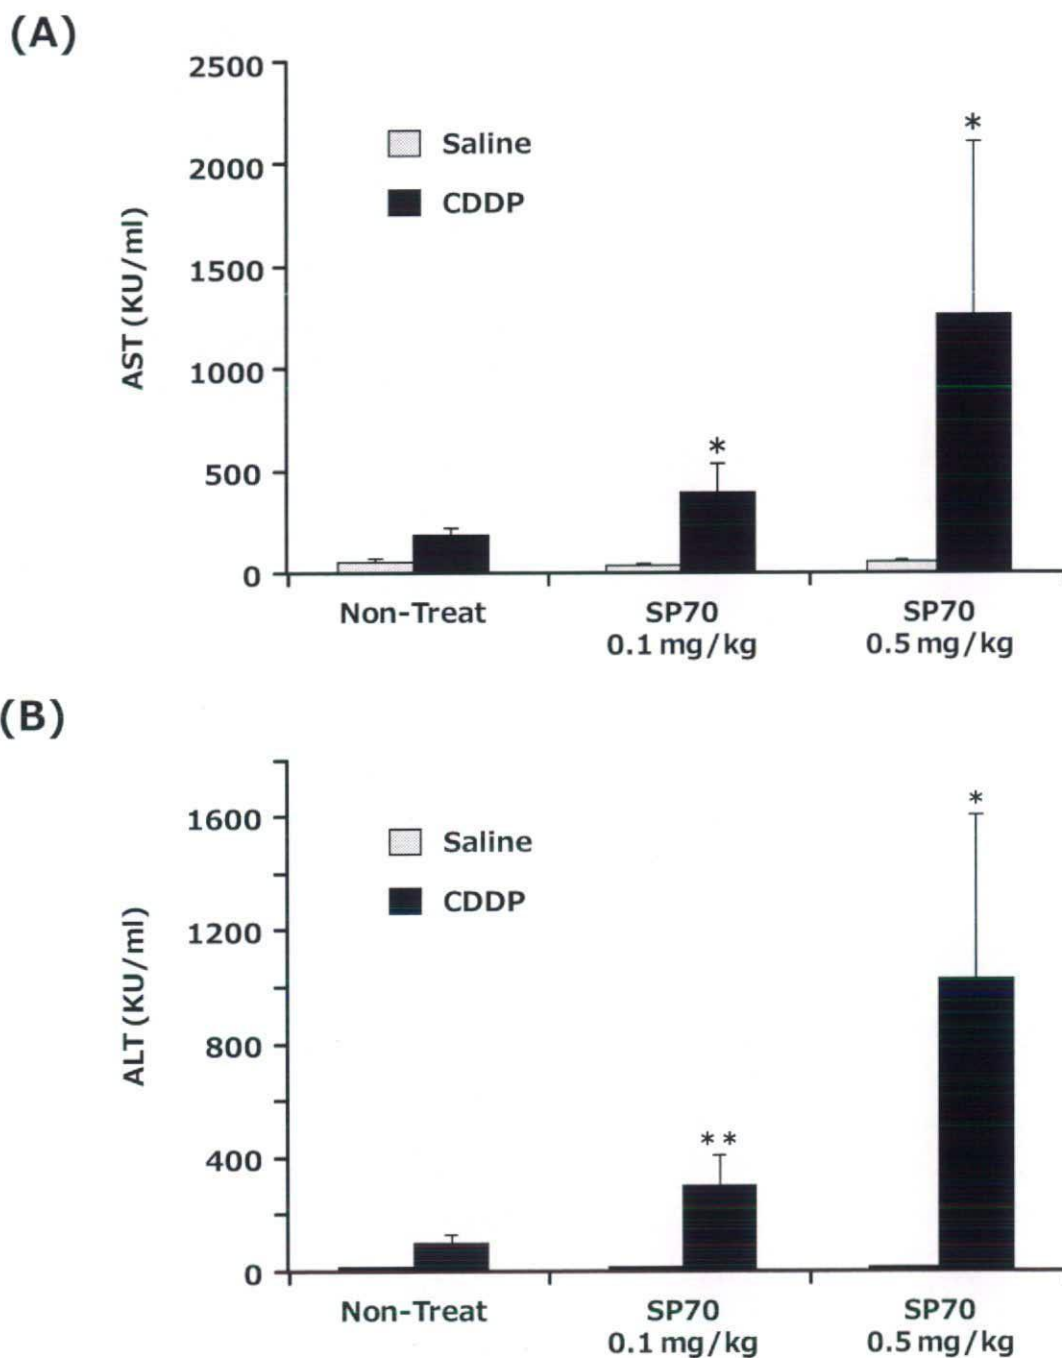 (A)
2500
2000
1500
1000
500
0
AST (KU/ml)
Saline
CDDP
*
*
Non-Treat
SP70
0.1 mg/kg
SP70
0.5 mg/kg
(B)
1600
1200
800
400
0
ALT (KU/ml)
Saline
CDDP
**
*
Non-Treat
SP70
0.1 mg/kg
SP70
0.5 mg/kg